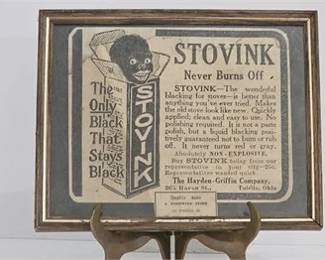 STOVINK
Never Burns Off
STOVINK—The wonderful
blacking for stoves—is better than
anything you've ever tried. Makes
the old stove look like new. Quickly
applied; clean and easy to use. No
polishing required. It is not a paste
polish, but a liquid blacking posi-
tively guaranteed not to burn or rub
off. It never turns red or gray.
Absolutely NON-EXPLOSIVE.
Buy STOVINK today from our
representative in your city—25c.
Representatives wanted quick.
The Hayden-Griffin Company,
Haven St., Toledo, Ohio
The
Only
Black
That
Stays
Black
STOVINK